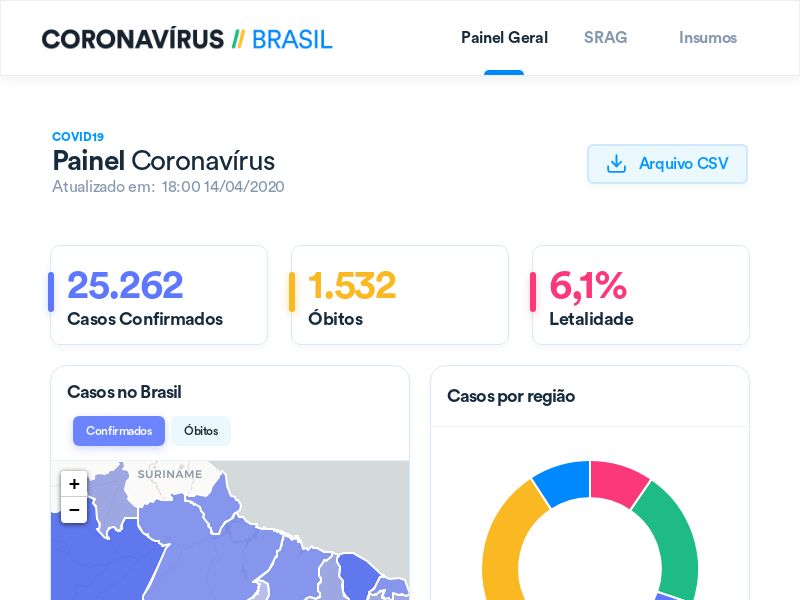 CORONAVÍRUS // BRASIL
Painel Geral
SRAG
Insumos
COVID19
Painel Coronavírus
Atualizado em: 18:00 14/04/2020
Arquivo CSV
25.262
Casos Confirmados
1.532
Óbitos
6,1%
Letalidade
Casos no Brasil
Confirmados
Óbitos
SURINAME
+
−
Casos por região